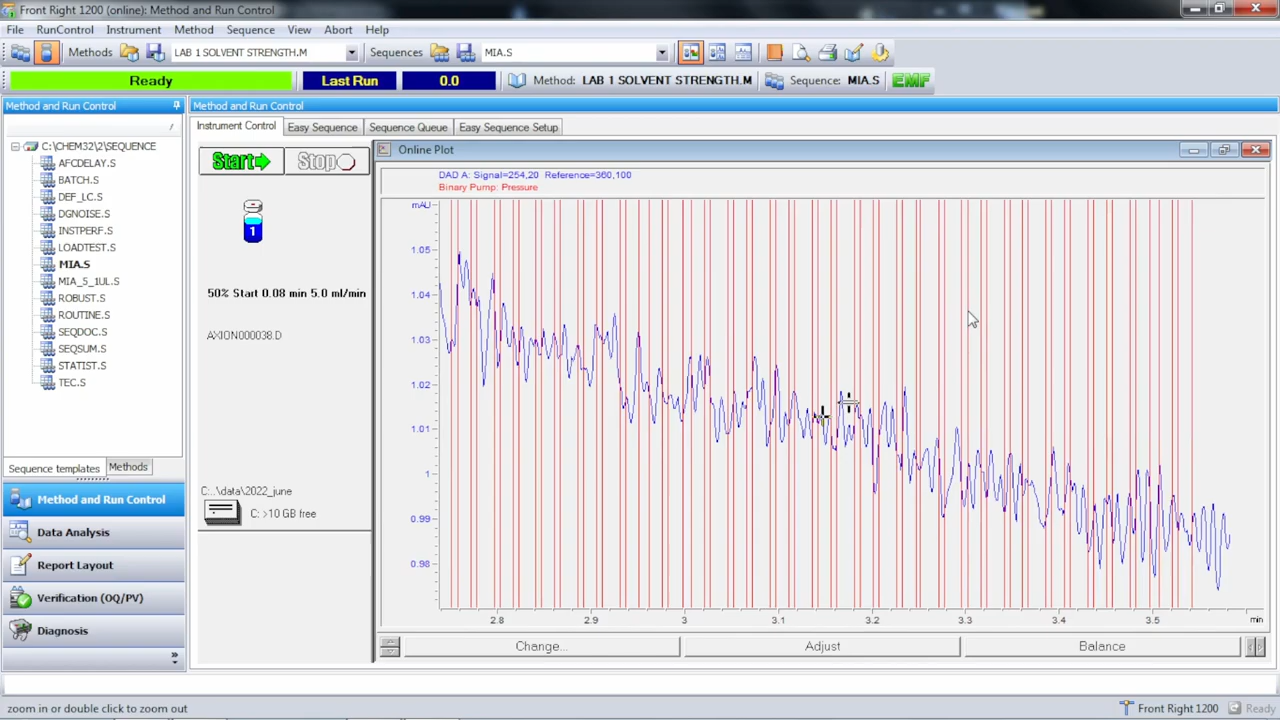 Front Right 1200 (online): Method and Run Control
File RunControl Instrument Method Sequence View Abort Help
Methods LAB 1 SOLVENT STRENGTH.M Sequences MIA.S
Ready Last Run 0.0 Method: LAB 1 SOLVENT STRENGTH.M Sequence: MIA.S EMF
Method and Run Control
C:\CHEM32\2\SEQUENCE
AFCDELAY.S
BATCH.S
DEF_LC.S
DGNOISE.S
INSTPERF.S
LOADTEST.S
MIA.S
MIA_5_1UL.S
ROBUST.S
ROUTINE.S
SEQDOC.S
SEQSUM.S
STATIST.S
TEC.S
Sequence templates Methods
Method and Run Control
Data Analysis
Report Layout
Verification (OQ/PV)
Diagnosis
Method and Run Control
Instrument Control Easy Sequence Sequence Queue Easy Sequence Setup
Start Stop
1
50% Start 0.08 min 5.0 ml/min
AXION000038.D
C:..\data\2022_june
C: >10 GB free
Online Plot
DAD A: Signal=254,20 Reference=360,100
Binary Pump: Pressure
mAU
1.05
1.04
1.03
1.02
1.01
1
0.99
0.98
2.8 2.9 3 3.1 3.2 3.3 3.4 3.5 min
Change... Adjust Balance
zoom in or double click to zoom out Front Right 1200 Ready